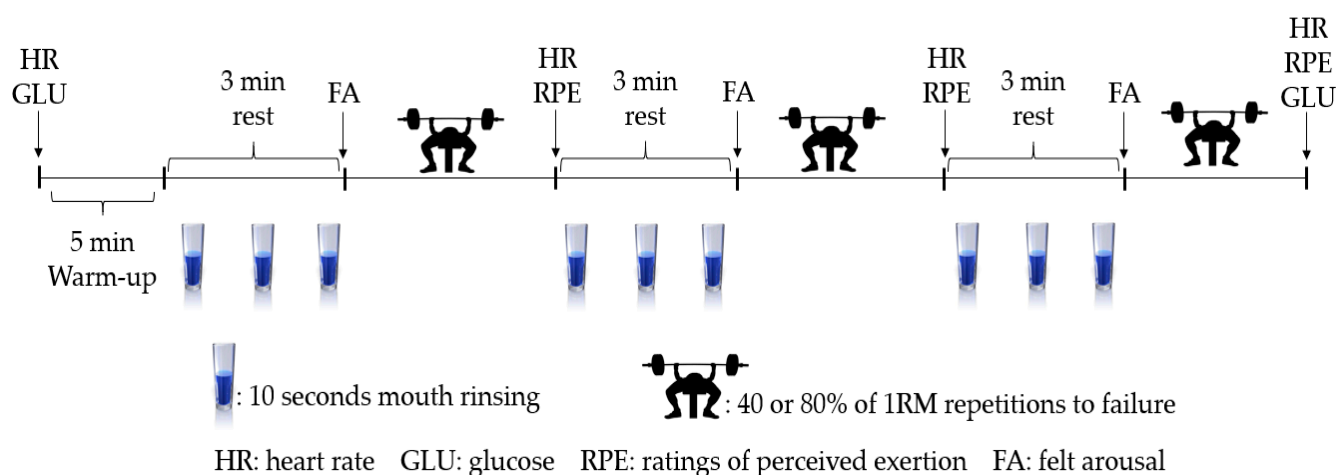 HR
GLU
3 min
rest
FA
HR
RPE
3 min
rest
FA
HR
RPE
3 min
rest
FA
HR
RPE
GLU
5 min
Warm-up
: 10 seconds mouth rinsing
: 40 or 80% of 1RM repetitions to failure
HR: heart rate GLU: glucose RPE: ratings of perceived exertion FA: felt arousal